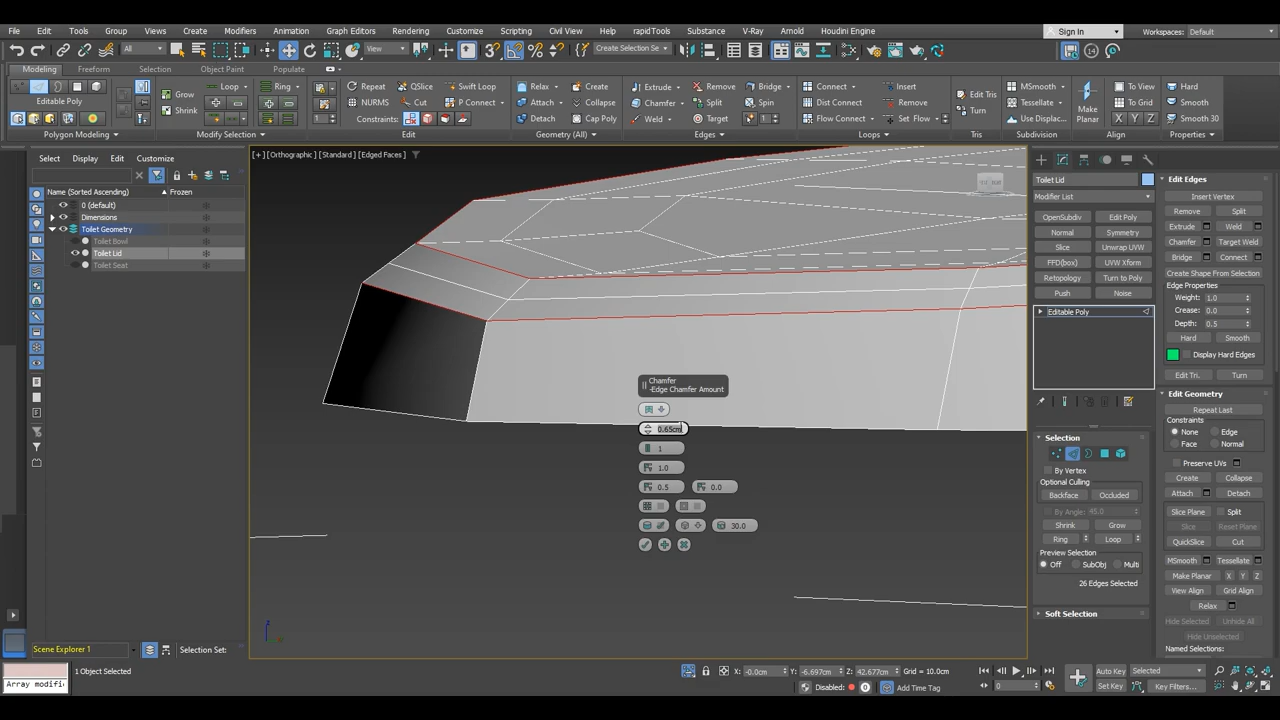 File Edit Tools Group Views Create Modifiers Graph Editors Rendering Customize Scripting Civil View Substance V-Ray Arnold Houdini Engine rapidTools Sign In Workspaces: Default
All View Create Selection Se
Modeling Freeform Selection Object Paint Populate
Loop Ring Repeat QSlice Swift Loop Relax Create Extrude Remove Bridge Connect Insert MSmooth To View Hard
Editable Poly Grow NURMS Cut P Connect Attach Collapse Chamfer Split Spin Dist Connect Remove Edit Tris Tessellate Make Planar To Grid Smooth
Shrink 1 Constraints: Detach Cap Poly Weld Target 1 Flow Connect Set Flow Turn Use Displac... X Y Z Smooth 30
Polygon Modeling Modify Selection Edit Geometry (All) Edges Loops Tris Subdivision Align Properties
Select Display Edit Customize
Name (Sorted Ascending) Frozen
0 (default)
Dimensions
Toilet Geometry
Toilet Bowl
Toilet Lid
Toilet Seat
[+] [Orthographic] [Standard] [Edged Faces]
Chamfer
-Edge Chamfer Amount
0.65cm
1
1.0
0.5 0.0
30.0
Toilet Lid
Modifier List
OpenSubdiv Edit Poly
Normal Symmetry
Slice Unwrap UVW
FFD(box) UVW Xform
Retopology Turn to Poly
Push Noise
Editable Poly
Selection
By Vertex
Optional Culling
Backface Occluded
By Angle: 45.0
Shrink Grow
Ring Loop
Preview Selection
Off SubObj Multi
26 Edges Selected
Soft Selection
Edit Edges
Insert Vertex
Remove Split
Extrude Weld
Chamfer Target Weld
Bridge Connect
Create Shape From Selection
Edge Properties
Weight: 1.0
Crease: 0.0
Depth: 0.5
Hard Smooth
Display Hard Edges
Edit Tri. Turn
Edit Geometry
Repeat Last
Constraints
None Edge
Face Normal
Preserve UVs
Create Collapse
Attach Detach
Slice Plane Split
Slice Reset Plane
QuickSlice Cut
MSmooth Tessellate
Make Planar X Y Z
View Align Grid Align
Relax
Hide Selected Unhide All
Hide Unselected
Named Selections:
Scene Explorer 1 Selection Set:
1 Object Selected
Array modifi
X: -0.0cm Y: -6.697cm Z: 42.677cm Grid = 10.0cm
Disabled: Add Time Tag
0
Auto Key Selected
Set Key Key Filters...